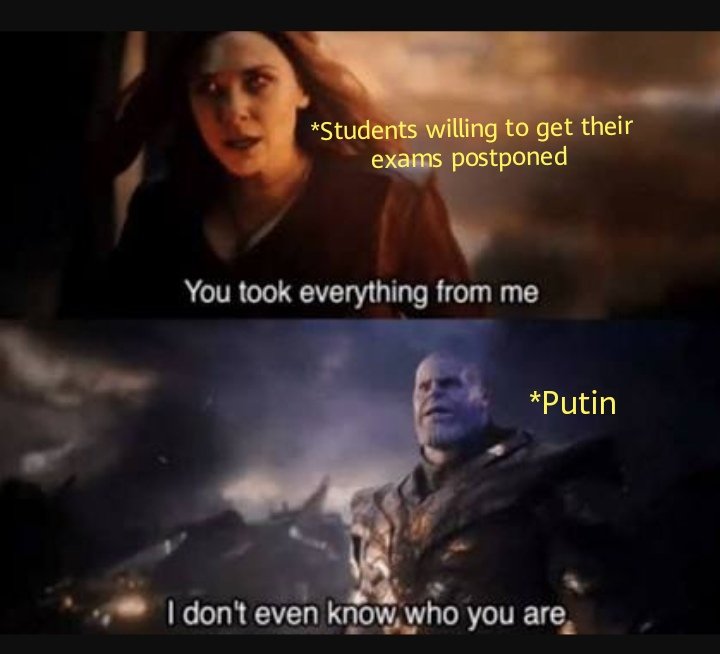 *Students willing to get their
exams postponed
You took everything from me
*Putin
I don't even know who you are.